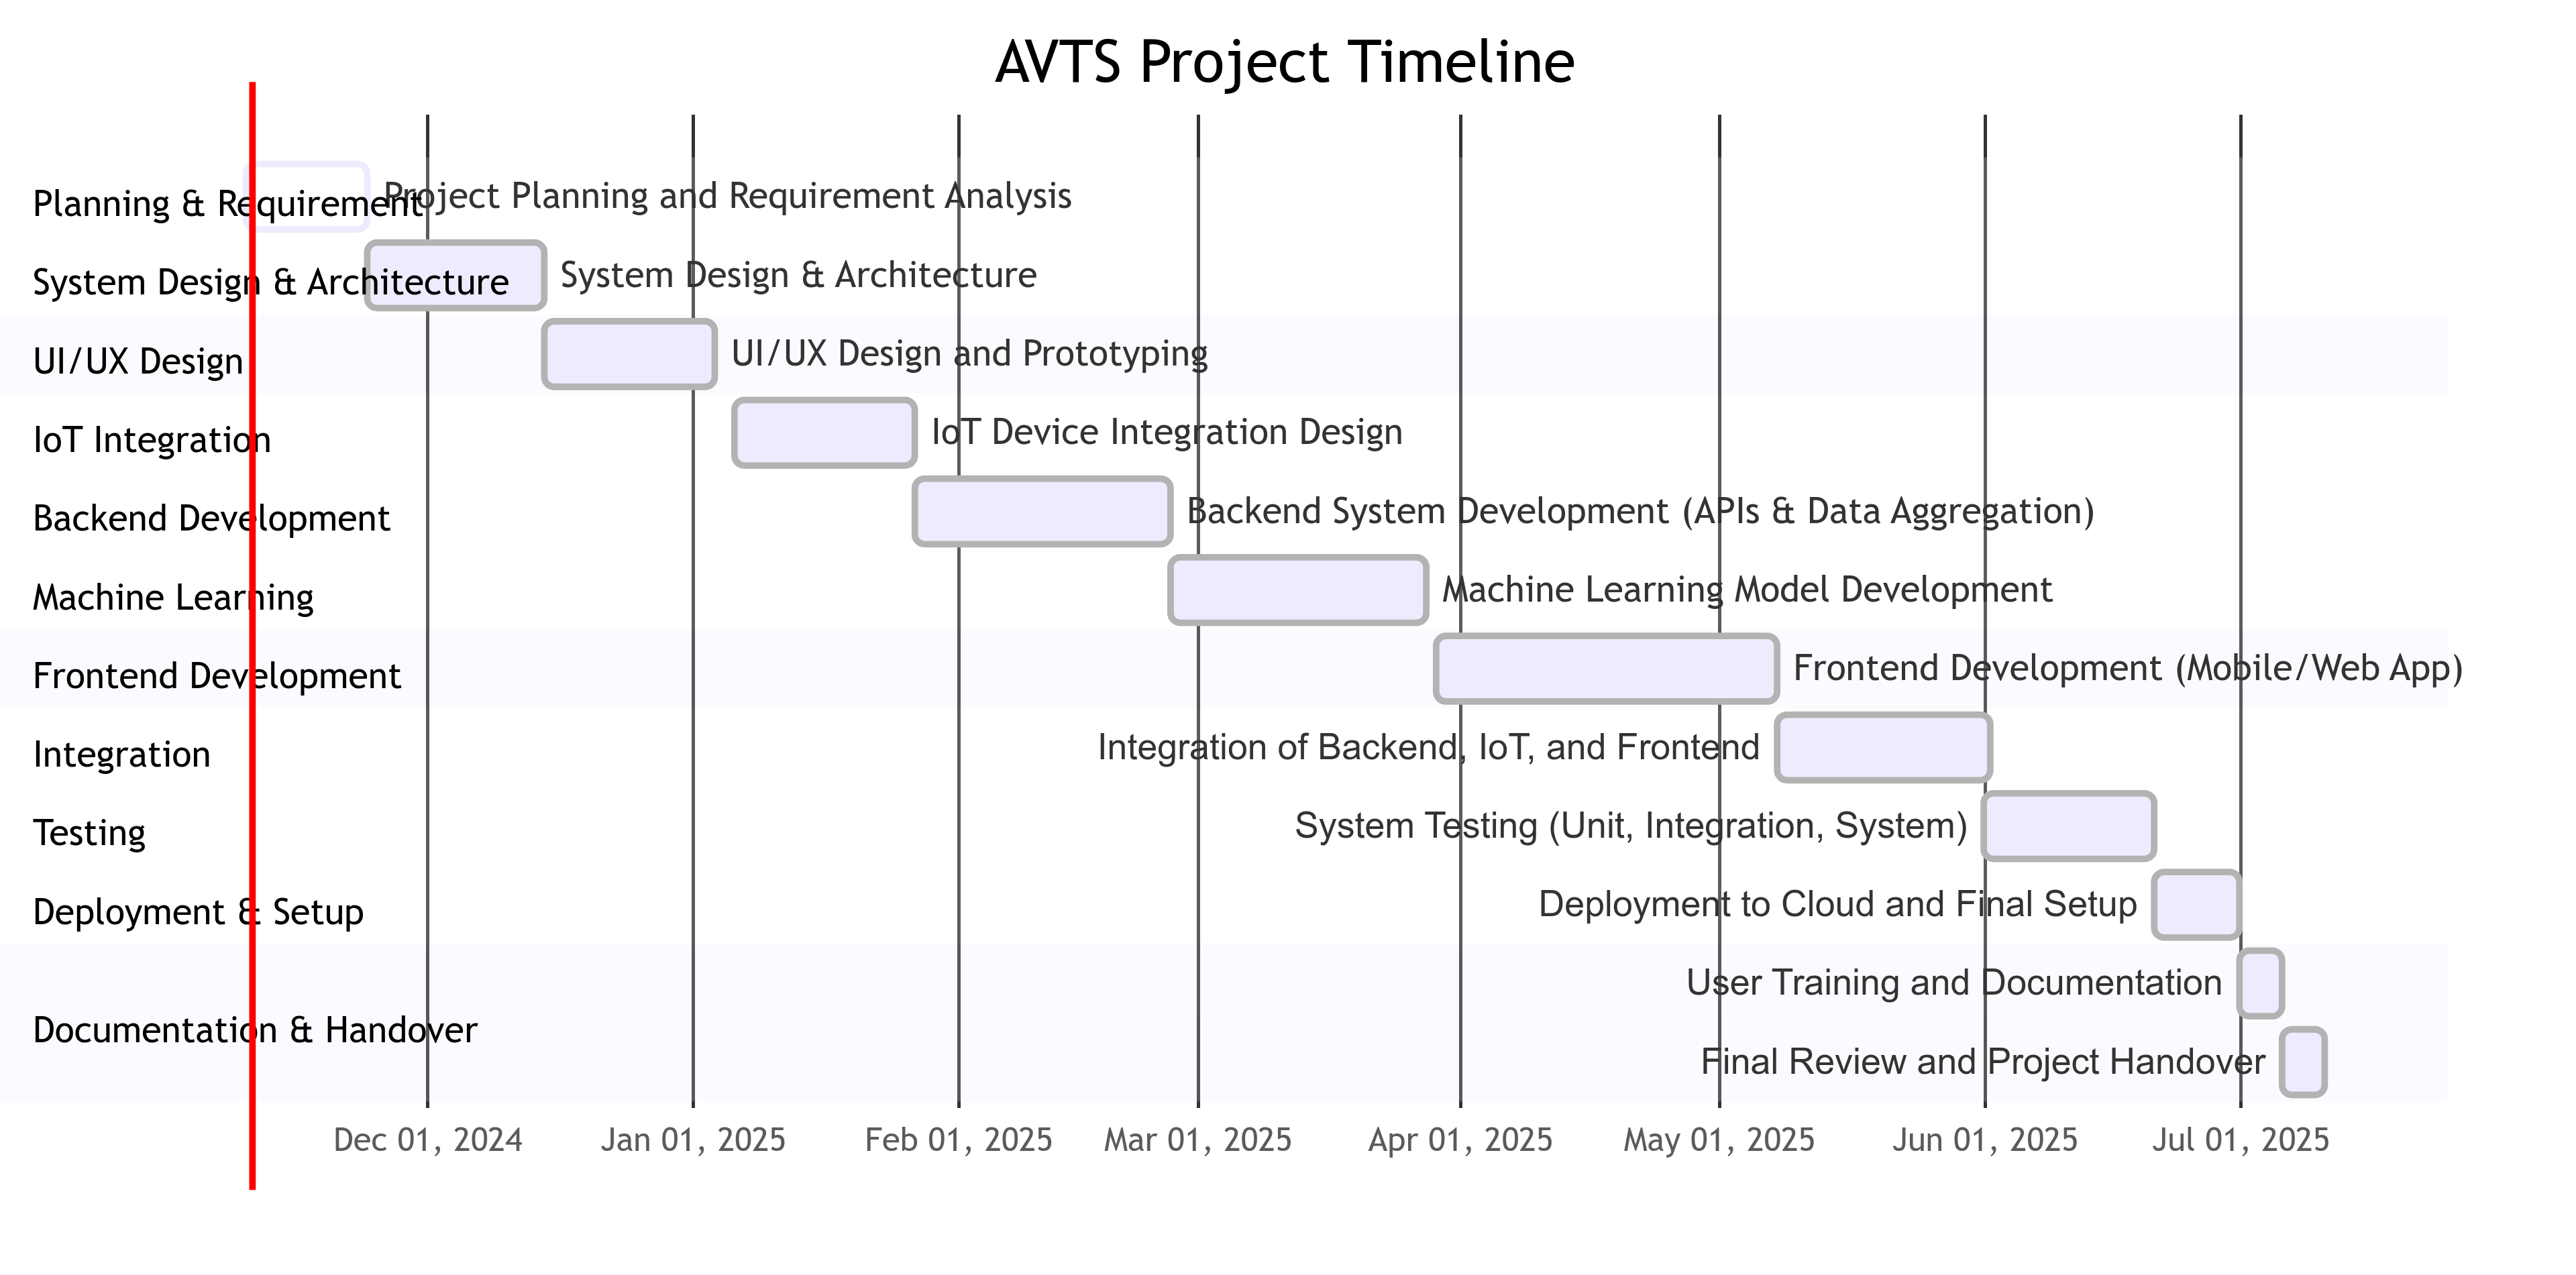 AVTS Project Timeline
Planning & Requirement
Project Planning and Requirement Analysis
System Design & Architecture
System Design & Architecture
UI/UX Design
UI/UX Design and Prototyping
IoT Integration
IoT Device Integration Design
Backend Development
Backend System Development (APIs & Data Aggregation)
Machine Learning
Machine Learning Model Development
Frontend Development
Frontend Development (Mobile/Web App)
Integration
Integration of Backend, IoT, and Frontend
Testing
System Testing (Unit, Integration, System)
Deployment & Setup
Deployment to Cloud and Final Setup
Documentation & Handover
User Training and Documentation
Final Review and Project Handover
Dec 01, 2024
Jan 01, 2025
Feb 01, 2025
Mar 01, 2025
Apr 01, 2025
May 01, 2025
Jun 01, 2025
Jul 01, 2025